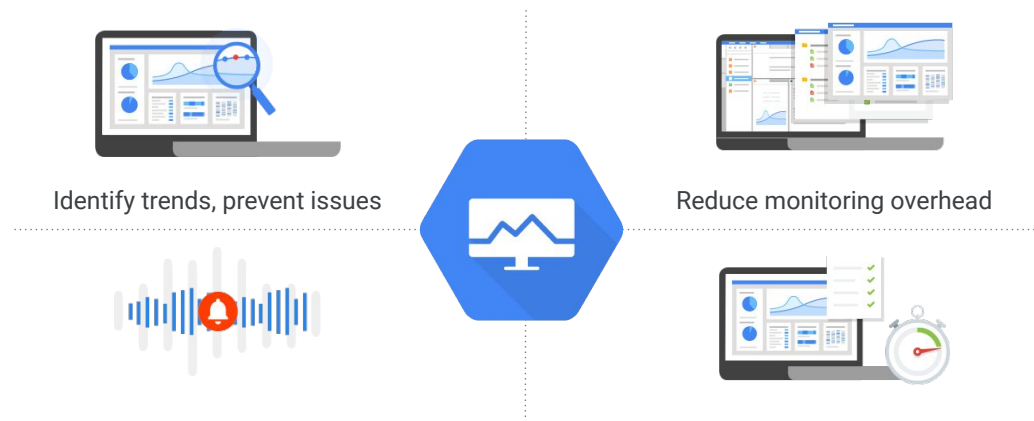 Identify trends, prevent issues
Reduce monitoring overhead